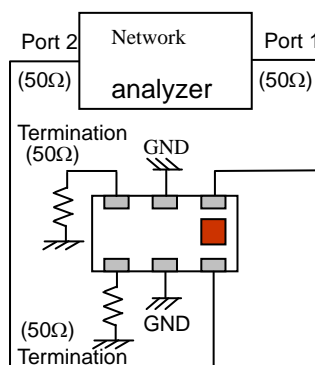 Port 2
Network
Port 1
(50Ω)
analyzer
(50Ω)
Termination
(50Ω)
GND
(50Ω)
GND
Termination